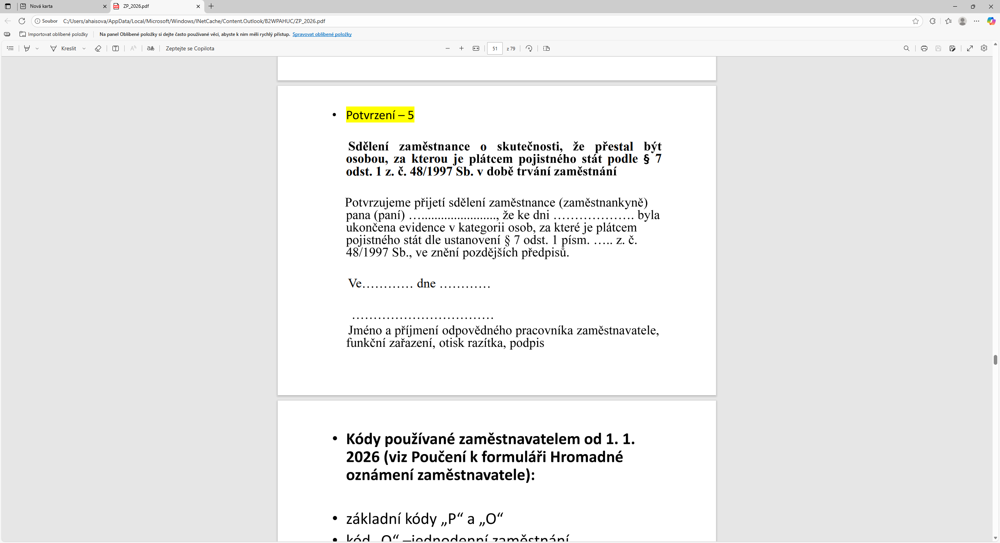 Nová karta
ZP_2026.pdf
Soubor C:/Users/ahaisova/AppData/Local/Microsoft/Windows/INetCache/Content.Outlook/B2WPAHUC/ZP_2026.pdf
Importovat oblíbené položky Na panel Oblíbené položky si dejte často používané věci, abyste k nim měli rychlý přístup. Spravovat oblíbené položky
Kreslit aあ Zeptejte se Copilota 51 z 79
• Potvrzení – 5
Sdělení zaměstnance o skutečnosti, že přestal být
osobou, za kterou je plátcem pojistného stát podle § 7
odst. 1 z. č. 48/1997 Sb. v době trvání zaměstnání
Potvrzujeme přijetí sdělení zaměstnance (zaměstnankyně)
pana (paní) …......................., že ke dni ………………. byla
ukončena evidence v kategorii osob, za které je plátcem
pojistného stát dle ustanovení § 7 odst. 1 písm. ….. z. č.
48/1997 Sb., ve znění pozdějších předpisů.
Ve………… dne …………
……………………………
Jméno a příjmení odpovědného pracovníka zaměstnavatele,
funkční zařazení, otisk razítka, podpis
• Kódy používané zaměstnavatelem od 1. 1.
2026 (viz Poučení k formuláři Hromadné
oznámení zaměstnavatele):
• základní kódy „P“ a „O“
• kód „Q“ –jednodenní zaměstnání